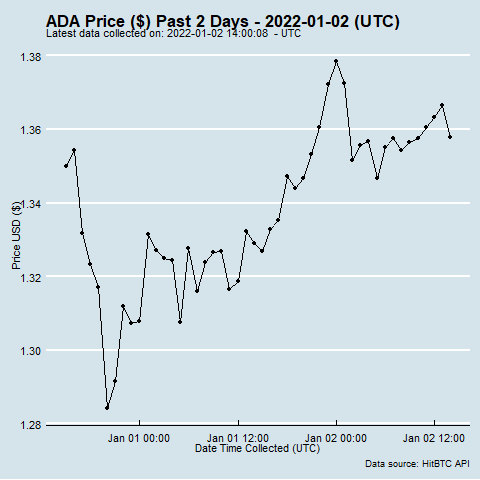 ADA Price ($) Past 2 Days - 2022-01-02 (UTC)
Latest data collected on: 2022-01-02 14:00:08  - UTC
1.38
1.36
1.34
1.32
1.30
1.28
Price USD ($)
Jan 01 00:00
Jan 01 12:00
Jan 02 00:00
Jan 02 12:00
Date Time Collected (UTC)
Data source: HitBTC API